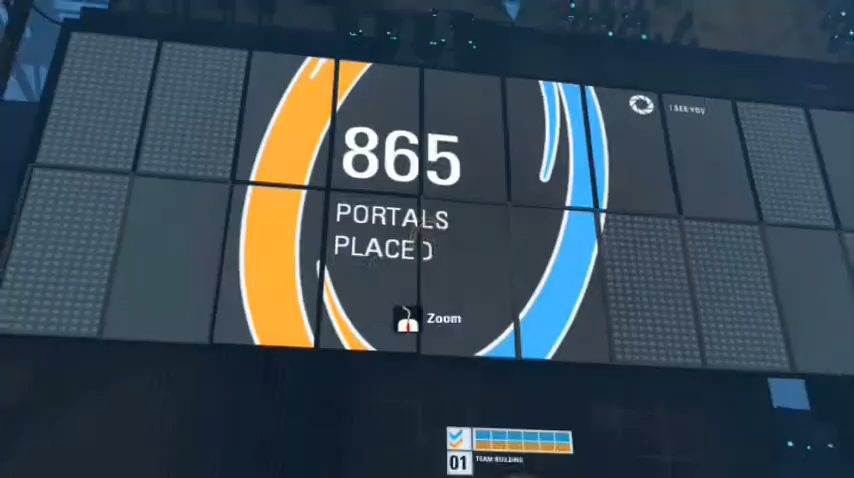 865
I SEE YOU
PORTALS
PLACED
Zoom
01
TEAM BUILDING